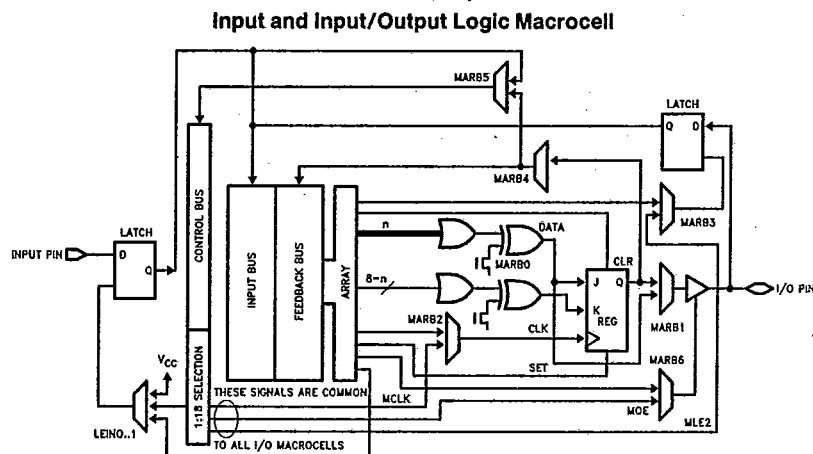 Input and Input/Output Logic Macrocell
MARB5
LATCH
Q D
MARB4
MARB3
CONTROL BUS
INPUT BUS
FEEDBACK BUS
ARRAY
n
DATA
MARB0
CLR
LATCH
INPUT PIN
D
Q
8-n
J Q
K
REG
I/O PIN
MARB1
MARB2
CLK
SET
MARB6
VCC
1:18 SELECTION
THESE SIGNALS ARE COMMON
MCLK
MOE
MLE2
LEIN0..1
TO ALL I/O MACROCELLS